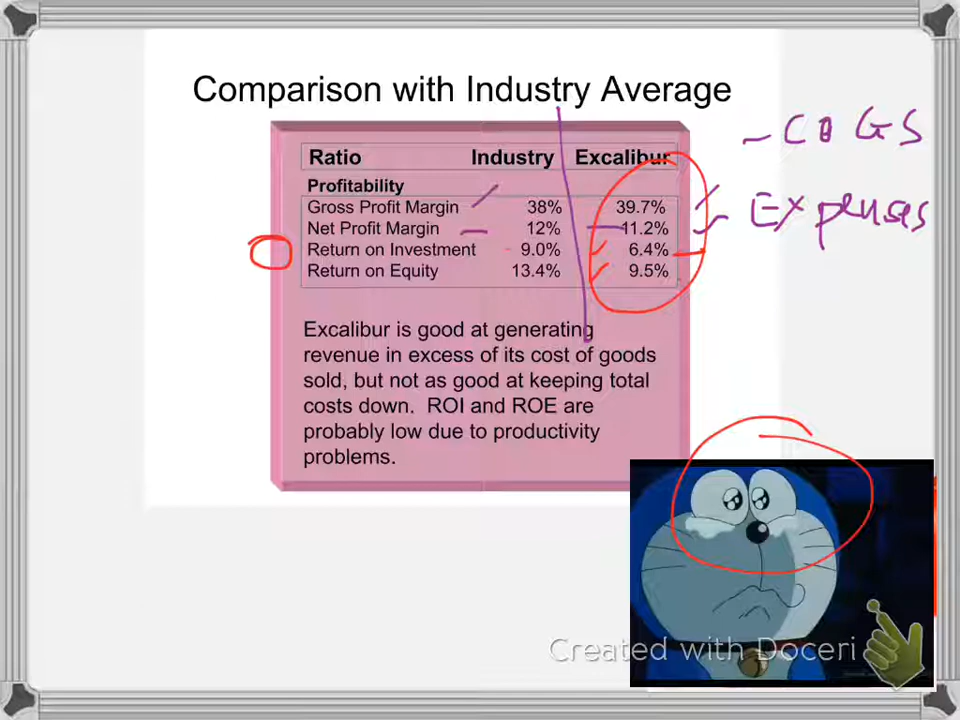 Comparison with Industry Average
- COGS
Ratio Industry Excalibur
Profitability
Gross Profit Margin 38% 39.7%
Expenses
Net Profit Margin 12% 11.2%
Return on Investment 9.0% 6.4%
Return on Equity 13.4% 9.5%
Excalibur is good at generating
revenue in excess of its cost of goods
sold, but not as good at keeping total
costs down. ROI and ROE are
probably low due to productivity
problems.
Created with Doceri